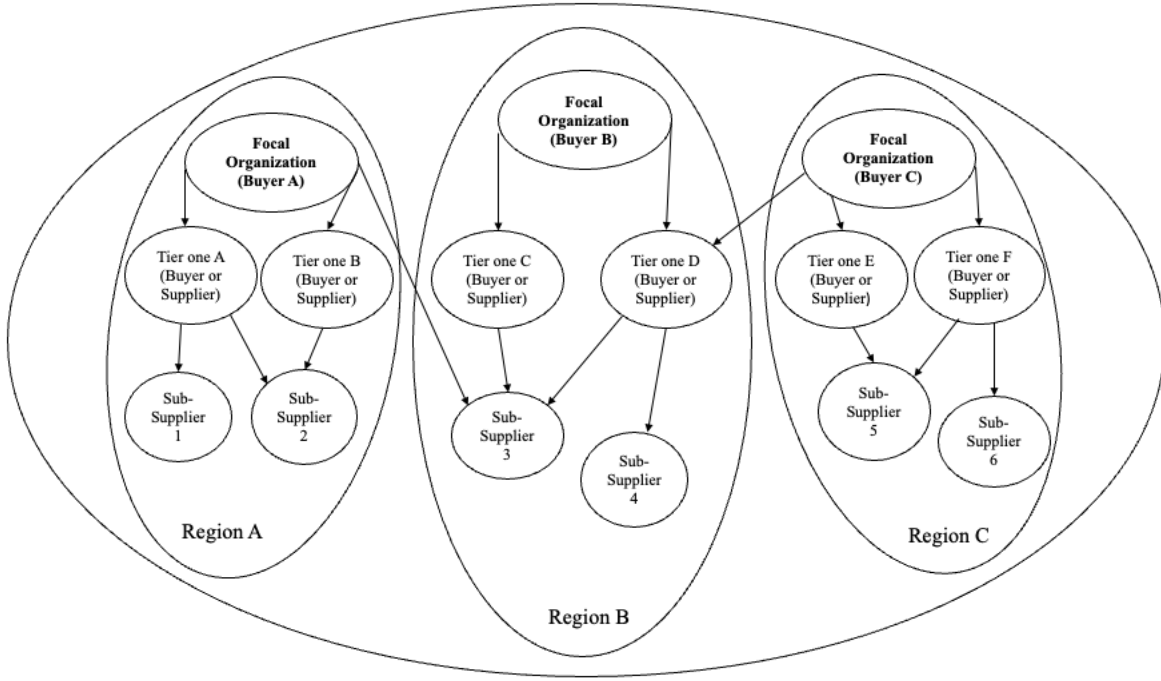 Focal
Organization
(Buyer A)
Focal
Organization
(Buyer B)
Focal
Organization
(Buyer C)
Tier one A
(Buyer or
Supplier)
Tier one B
(Buyer or
Supplier)
Tier one C
(Buyer or
Supplier)
Tier one D
(Buyer or
Supplier)
Tier one E
(Buyer or
Supplier)
Tier one F
(Buyer or
Supplier)
Sub-
Supplier
1
Sub-
Supplier
2
Sub-
Supplier
3
Sub-
Supplier
4
Sub-
Supplier
5
Sub-
Supplier
6
Region A
Region B
Region C